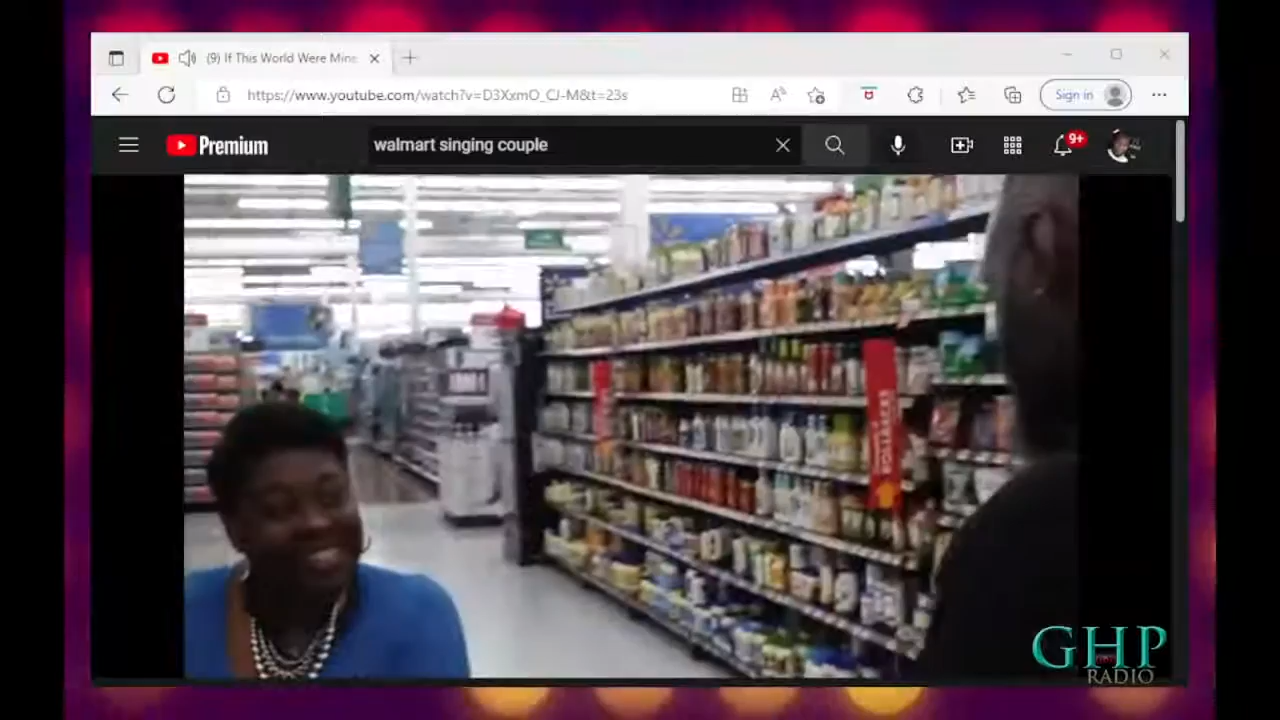 (9) If This World Were Mine
https://www.youtube.com/watch?v=D3XxmO_CJ-M&t=23s
Sign in
Premium
walmart singing couple
9+
ROLLBACKS
GHP
RADIO